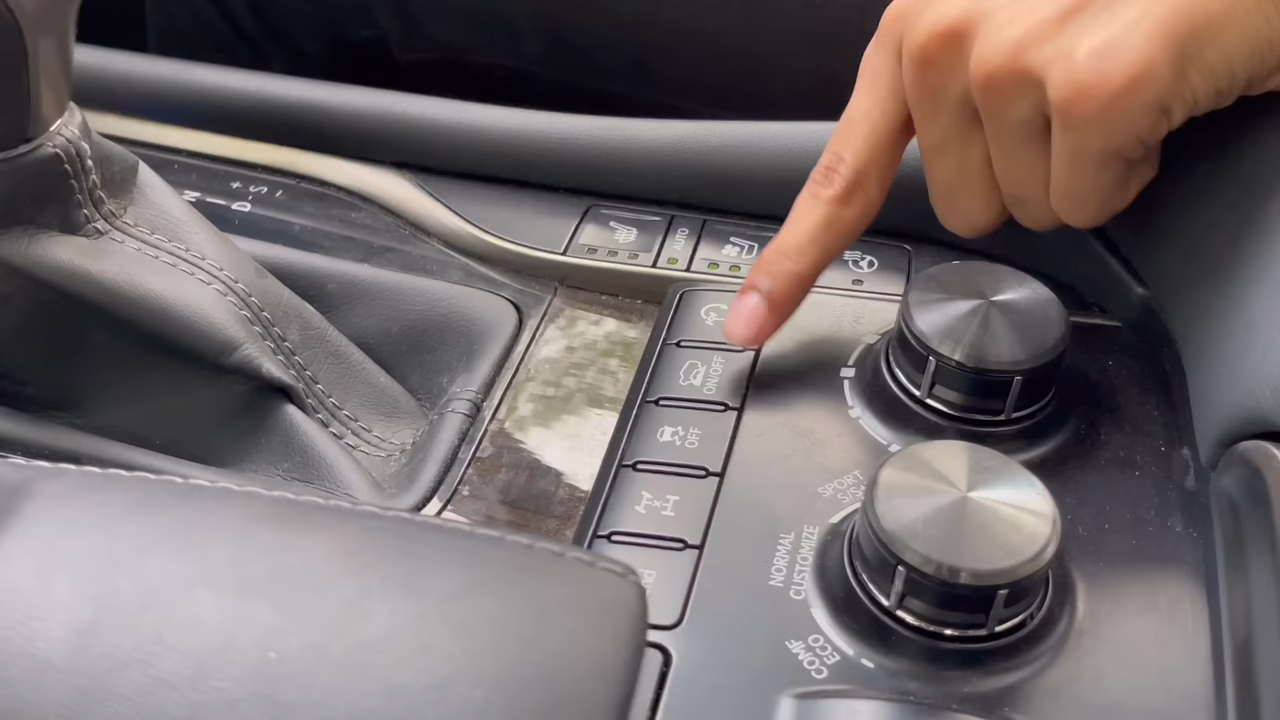 N
+
D-S
-
AUTO
ON/OFF
OFF
SPORT
NORMAL
CUSTOMIZE
COMF
ECO